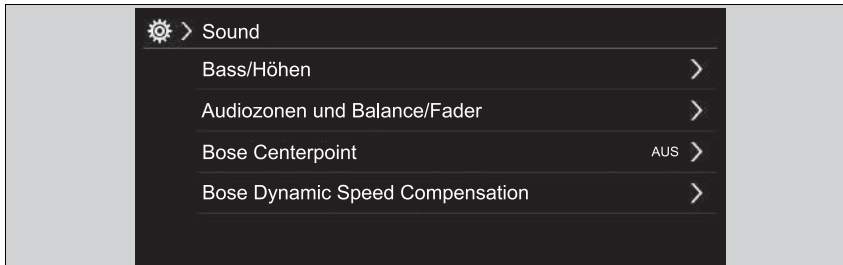 Sound
Bass/Höhen
Audiozonen und Balance/Fader
Bose Centerpoint AUS
Bose Dynamic Speed Compensation